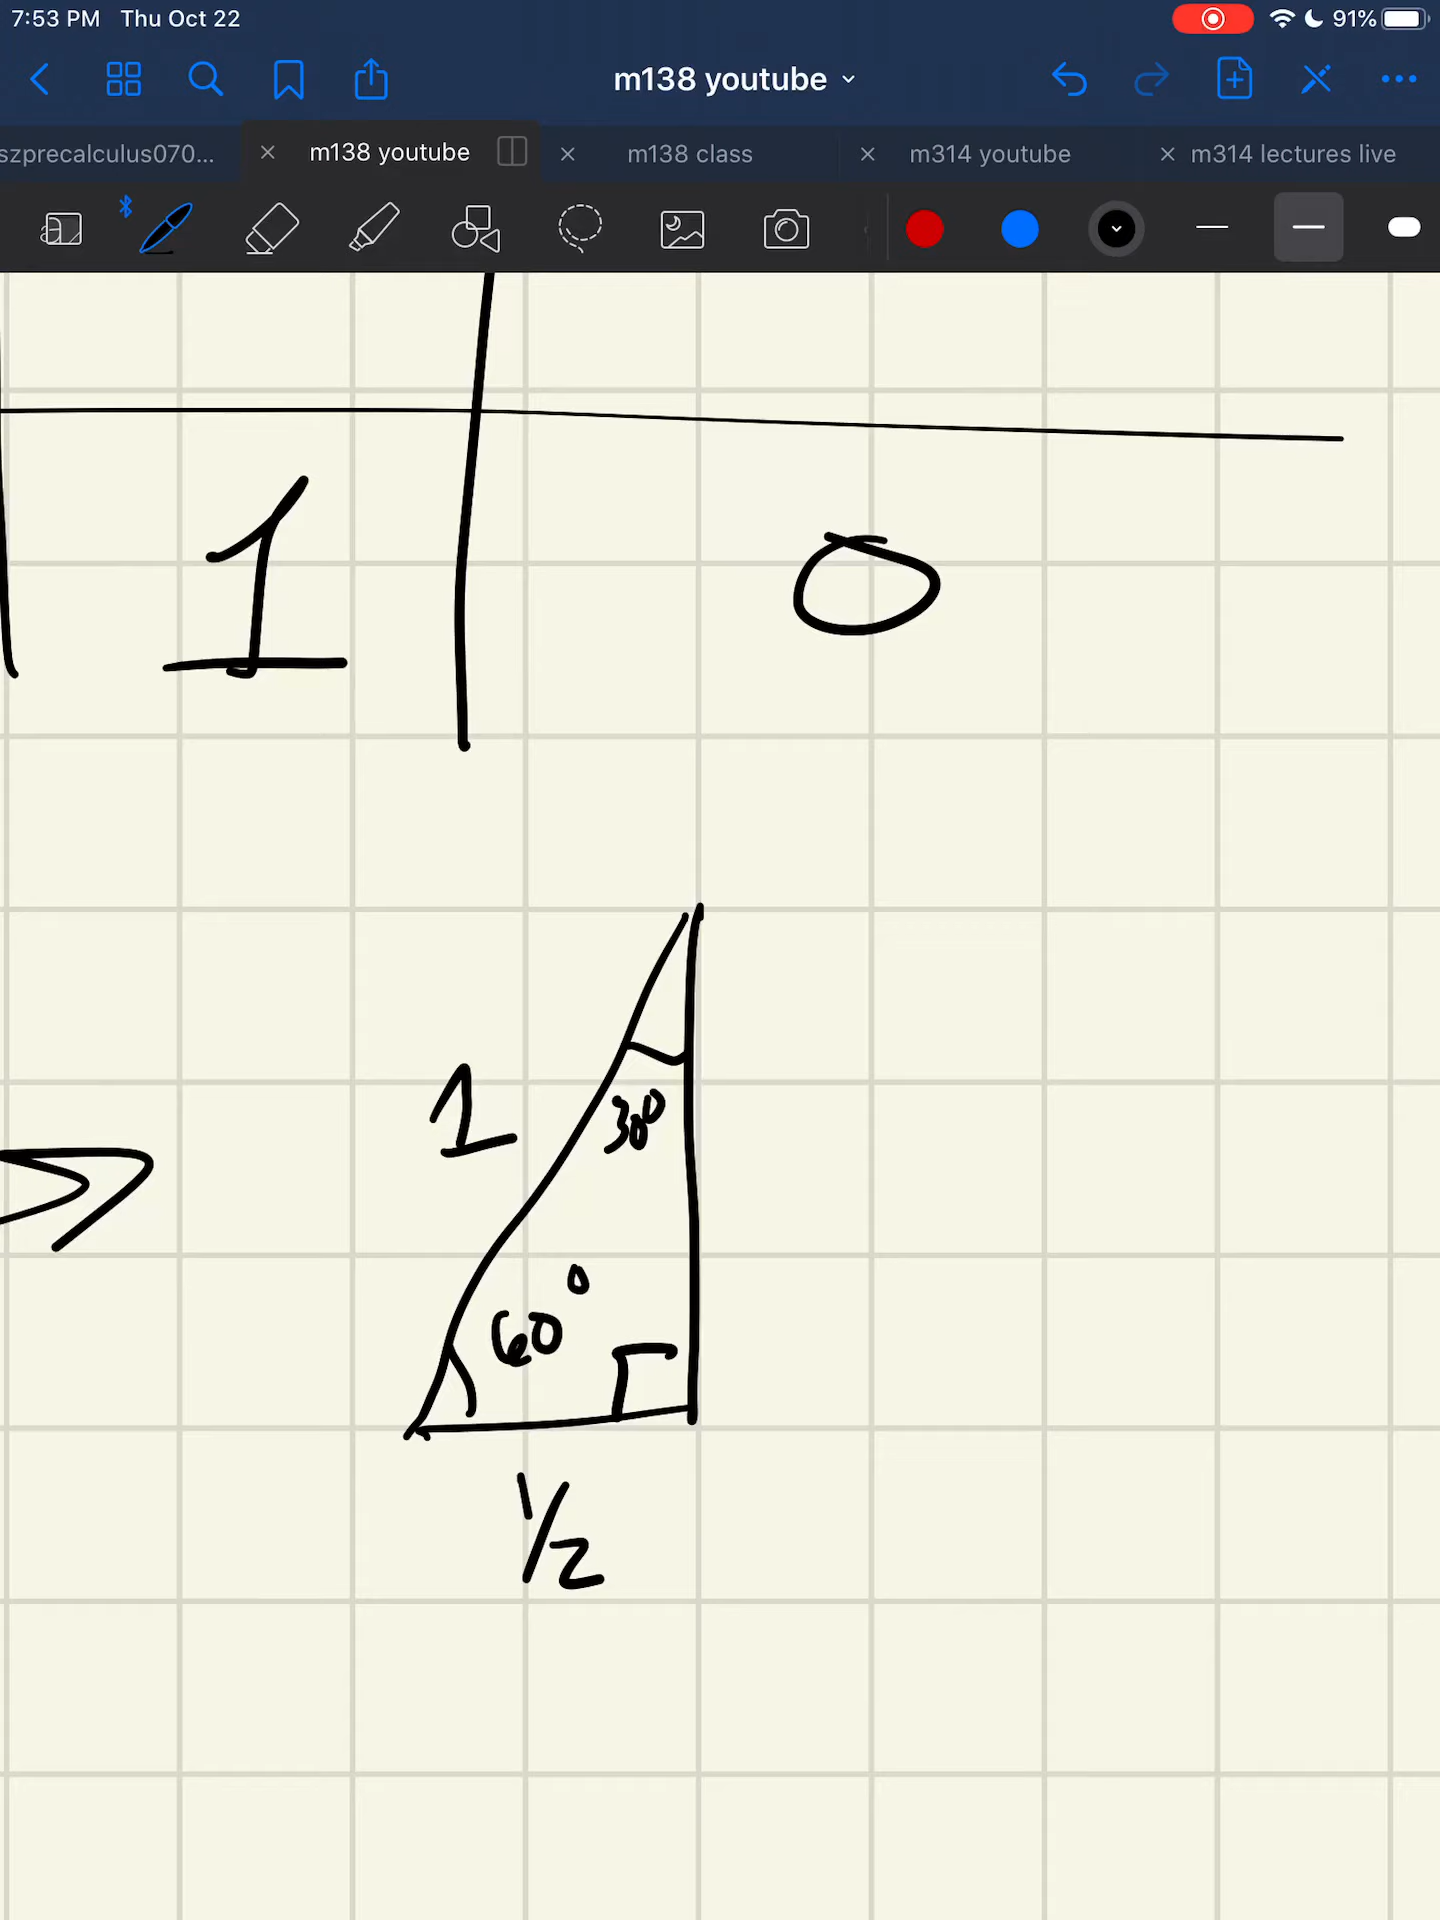 7:53 PM Thu Oct 22 91%
m138 youtube
szprecalculus070... m138 youtube m138 class m314 youtube m314 lectures live
1 0
1 30°
60°
1/2